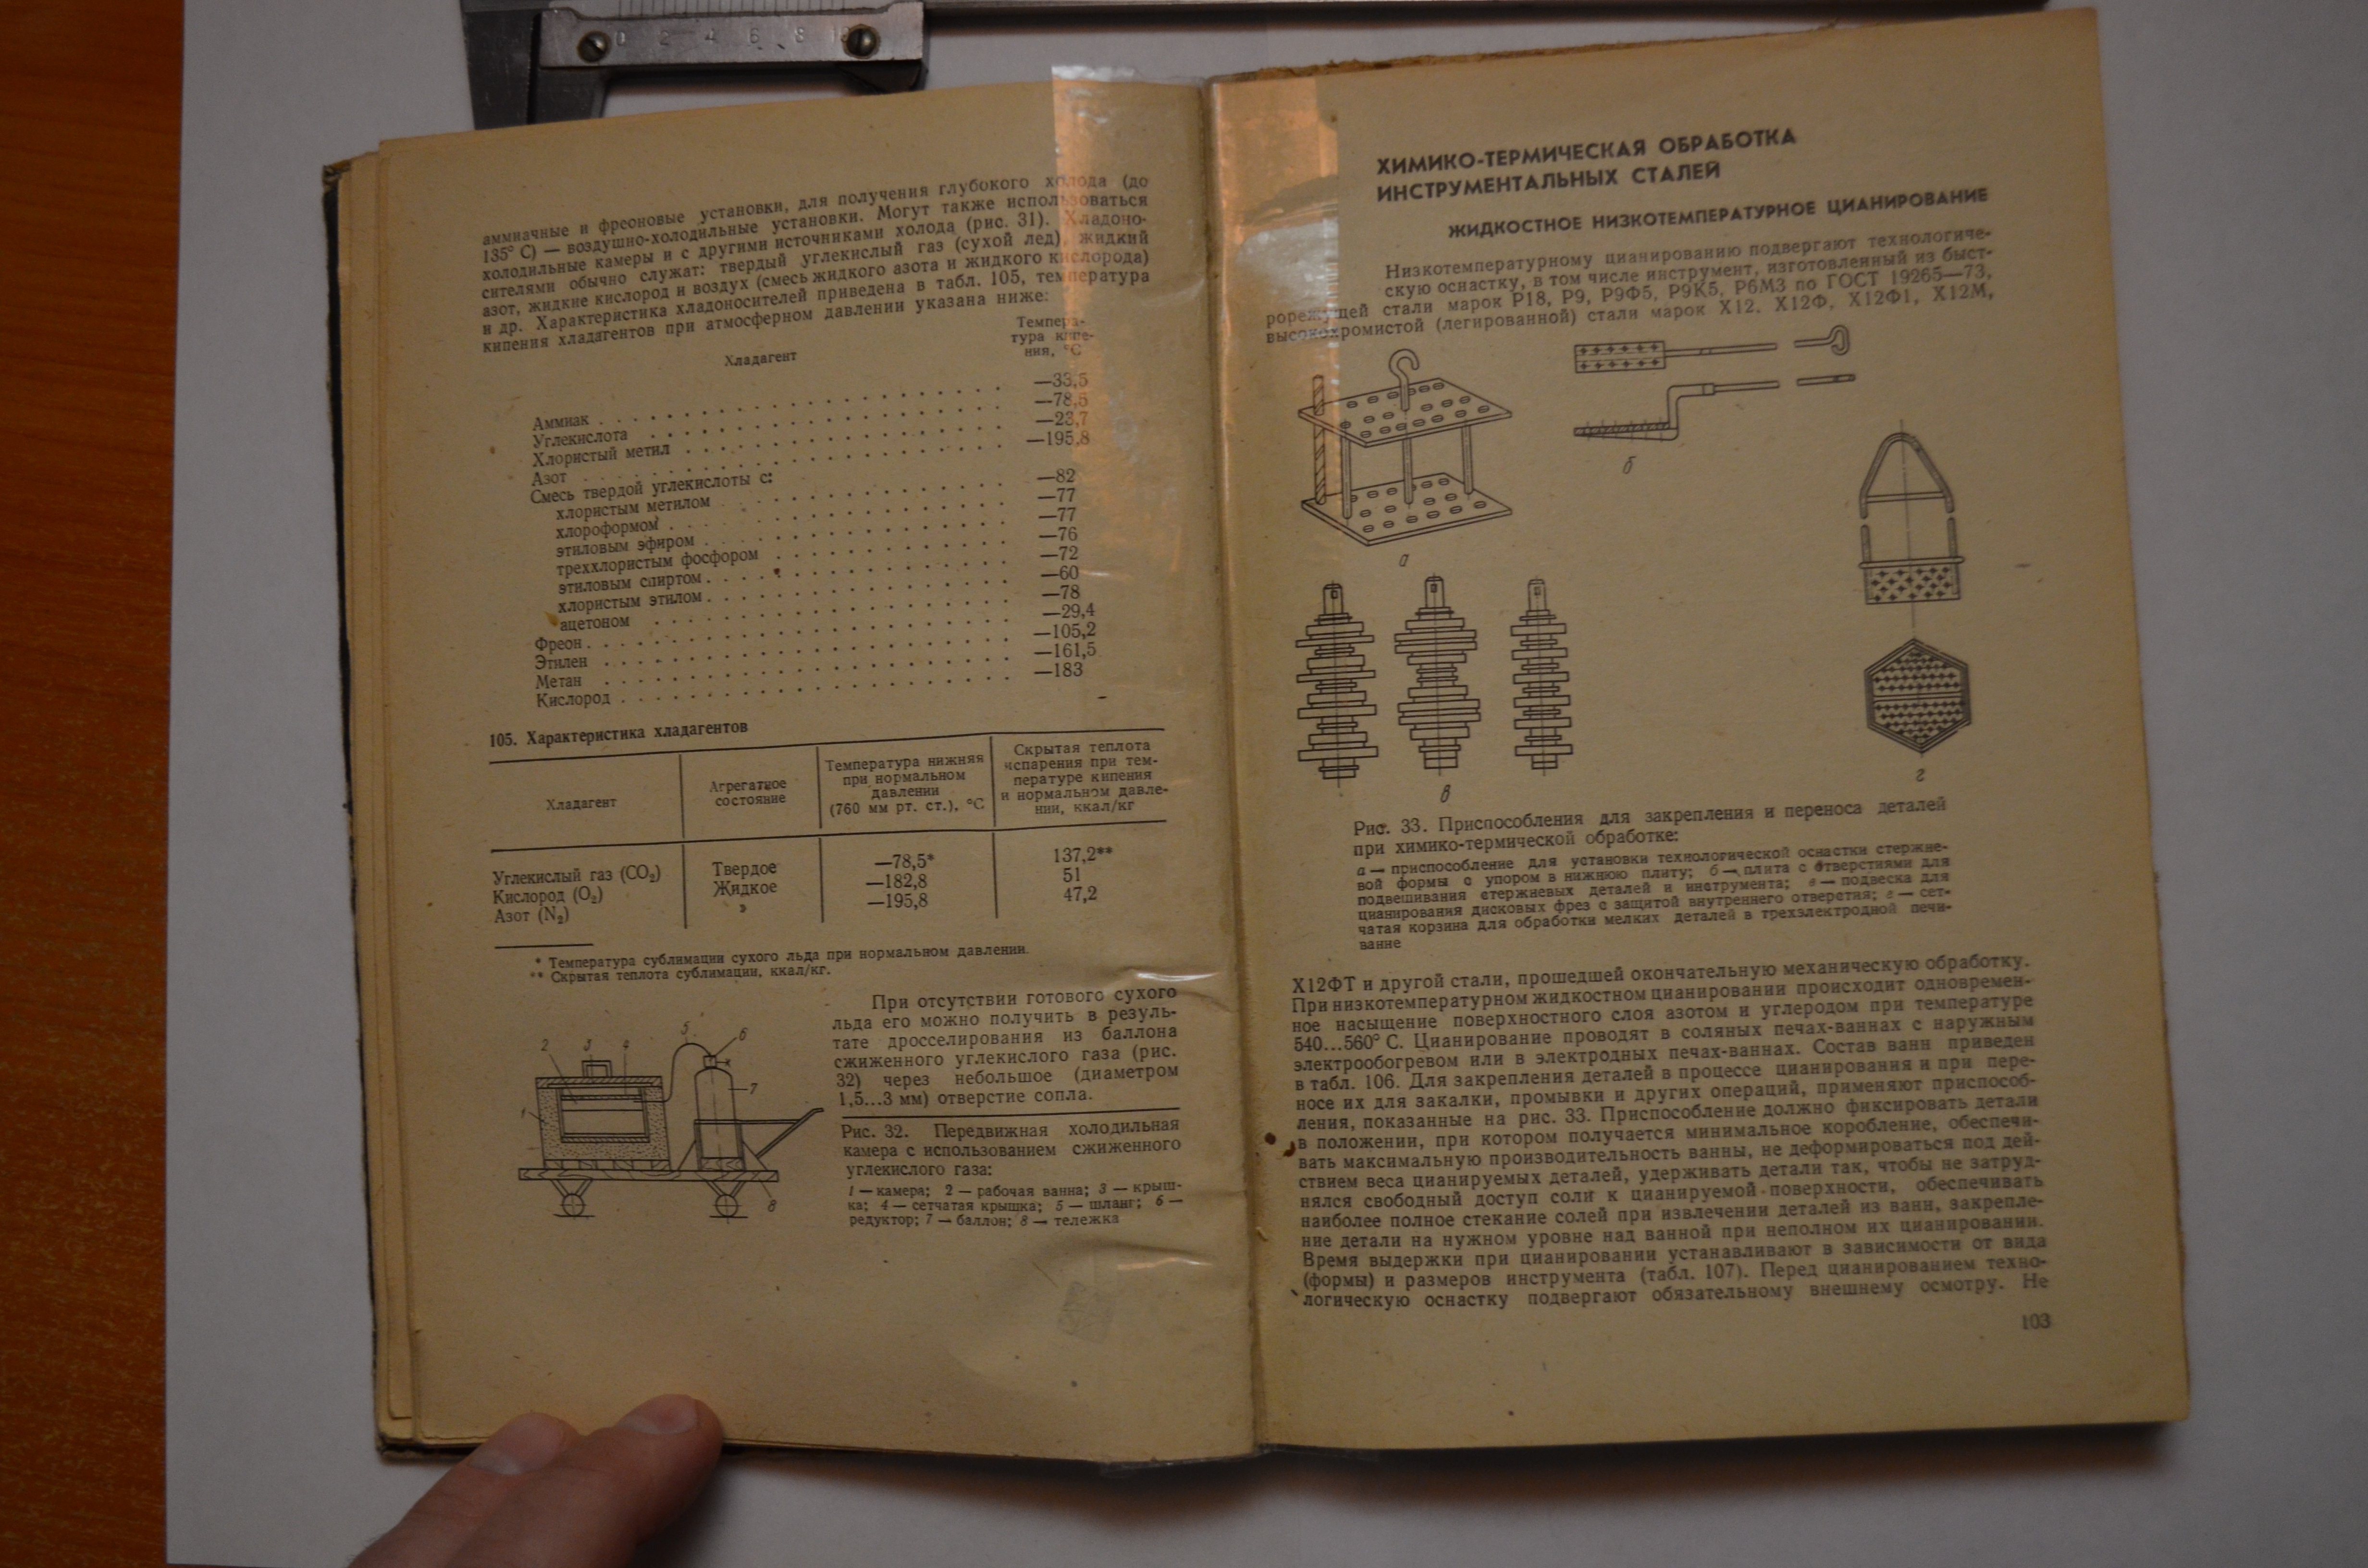 0 2 4 6 8 10
аммиачные и фреоновые установки, для получения глубокого холода (до
135° С) — воздушно-холодильные установки. Могут также использоваться
холодильные камеры и с другими источниками холода (рис. 31). Хладоно-
сителями обычно служат: твердый углекислый газ (сухой лед), жидкий
азот, жидкие кислород и воздух (смесь жидкого азота и жидкого кислорода)
и др. Характеристика хладоносителей приведена в табл. 105, температура
кипения хладагентов при атмосферном давлении указана ниже:
Хладагент
Темпера-
тура кипе-
ния, °С
Аммиак . . . —33,5
Углекислота . . . —78,5
Хлористый метил . . . —23,7
Азот . . . —195,8
Смесь твердой углекислоты с:
хлористым метилом . . . —82
хлороформом . . . —77
этиловым эфиром . . . —77
треххлористым фосфором . . . —76
этиловым спиртом . . . —72
хлористым этилом . . . —60
ацетоном . . . —78
Фреон . . . —29,4
Этилен . . . —105,2
Метан . . . —161,5
Кислород . . . —183
105. Характеристика хладагентов
Хладагент
Агрегатное
состояние
Температура нижняя
при нормальном
давлении
(760 мм рт. ст.), °С
Скрытая теплота
испарения при тем-
пературе кипения
и нормальном давле-
нии, ккал/кг
Углекислый газ (CO₂) Твердое —78,5* 137,2**
Кислород (O₂) Жидкое —182,8 51
Азот (N₂) » —195,8 47,2
* Температура сублимации сухого льда при нормальном давлении.
** Скрытая теплота сублимации, ккал/кг.
При отсутствии готового сухого
льда его можно получить в резуль-
тате дросселирования из баллона
сжиженного углекислого газа (рис.
32) через небольшое (диаметром
1,5...3 мм) отверстие сопла.
1 2 3 4 5 6 7 8
Рис. 32. Передвижная холодильная
камера с использованием сжиженного
углекислого газа:
1 — камера; 2 — рабочая ванна; 3 — крыш-
ка; 4 — сетчатая крышка; 5 — шланг; 6 —
редуктор; 7 — баллон; 8 — тележка
ХИМИКО-ТЕРМИЧЕСКАЯ ОБРАБОТКА
ИНСТРУМЕНТАЛЬНЫХ СТАЛЕЙ
ЖИДКОСТНОЕ НИЗКОТЕМПЕРАТУРНОЕ ЦИАНИРОВАНИЕ
Низкотемпературному цианированию подвергают технологиче-
скую оснастку, в том числе инструмент, изготовленный из быст-
рорежущей стали марок Р18, Р9, Р9Ф5, Р9К5, Р6М3 по ГОСТ 19265—73,
высокохромистой (легированной) стали марок Х12, Х12Ф, Х12Ф1, Х12М,
а
б
в
г
Рис. 33. Приспособления для закрепления и переноса деталей
при химико-термической обработке:
а — приспособление для установки технологической оснастки стержне-
вой формы с упором в нижнюю плиту; б — плита с отверстиями для
подвешивания стержневых деталей и инструмента; в — подвеска для
цианирования дисковых фрез с защитой внутреннего отверстия; г — сет-
чатая корзина для обработки мелких деталей в трехэлектродной печи-
ванне
Х12ФТ и другой стали, прошедшей окончательную механическую обработку.
При низкотемпературном жидкостном цианировании происходит одновремен-
ное насыщение поверхностного слоя азотом и углеродом при температуре
540...560° С. Цианирование проводят в соляных печах-ваннах с наружным
электрообогревом или в электродных печах-ваннах. Состав ванн приведен
в табл. 106. Для закрепления деталей в процессе цианирования и при пере-
носе их для закалки, промывки и других операций, применяют приспособ-
ления, показанные на рис. 33. Приспособление должно фиксировать детали
в положении, при котором получается минимальное коробление, обеспечи-
вать максимальную производительность ванны, не деформироваться под дей-
ствием веса цианируемых деталей, удерживать детали так, чтобы не затруд-
нялся свободный доступ соли к цианируемой поверхности, обеспечивать
наиболее полное стекание солей при извлечении деталей из ванн, закрепле-
ние детали на нужном уровне над ванной при неполном их цианировании.
Время выдержки при цианировании устанавливают в зависимости от вида
(формы) и размеров инструмента (табл. 107). Перед цианированием техно-
логическую оснастку подвергают обязательному внешнему осмотру. Не
103